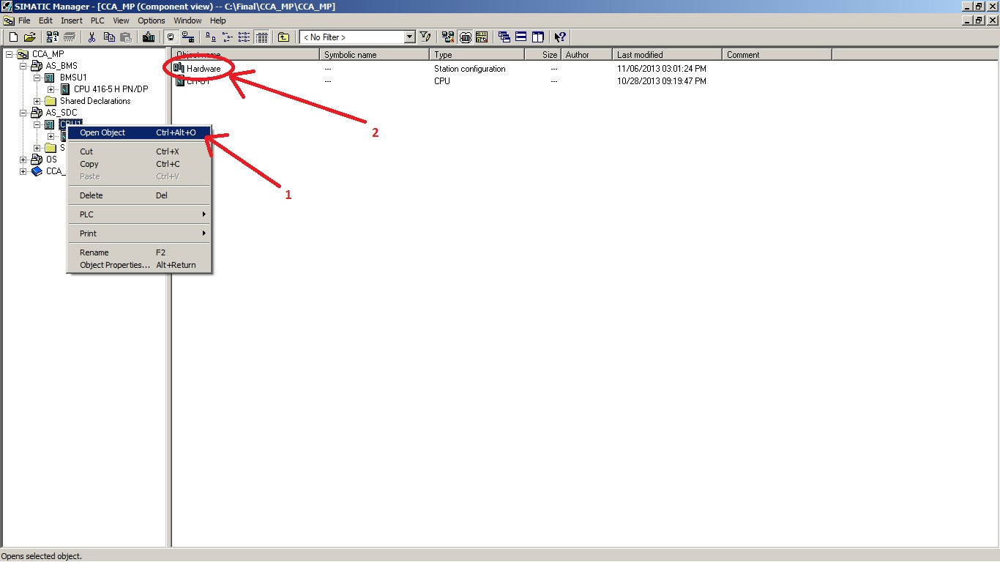 SIMATIC Manager - [CCA_MP (Component view) -- C:\Final\CCA_MP\CCA_MP]
File Edit Insert PLC View Options Window Help
< No Filter >
CCA_MP
AS_BMS
BMSU1
CPU 416-5 H PN/DP
Shared Declarations
AS_SDC
CPU1
S
OS
CCA_
Open Object Ctrl+Alt+O
Cut Ctrl+X
Copy Ctrl+C
Paste Ctrl+V
Delete Del
PLC
Print
Rename F2
Object Properties... Alt+Return
Object name Symbolic name Type Size Author Last modified Comment
Hardware --- Station configuration --- 11/06/2013 03:01:24 PM
--- CPU --- 10/28/2013 09:19:47 PM
2
1
Opens selected object.